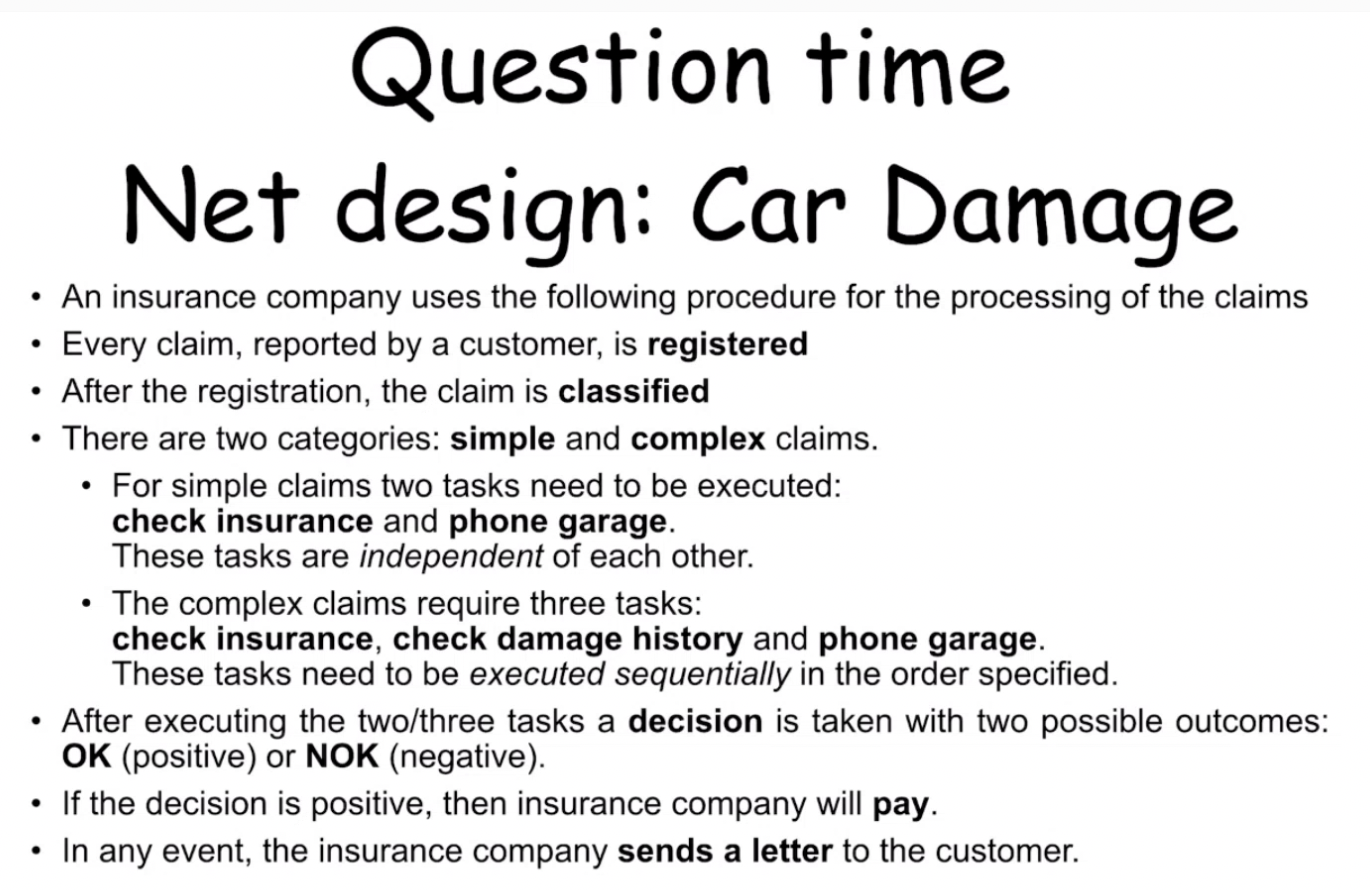 Question time
Net design: Car Damage
• An insurance company uses the following procedure for the processing of the claims
• Every claim, reported by a customer, is registered
• After the registration, the claim is classified
• There are two categories: simple and complex claims.
• For simple claims two tasks need to be executed:
check insurance and phone garage.
These tasks are independent of each other.
• The complex claims require three tasks:
check insurance, check damage history and phone garage.
These tasks need to be executed sequentially in the order specified.
• After executing the two/three tasks a decision is taken with two possible outcomes:
OK (positive) or NOK (negative).
• If the decision is positive, then insurance company will pay.
• In any event, the insurance company sends a letter to the customer.